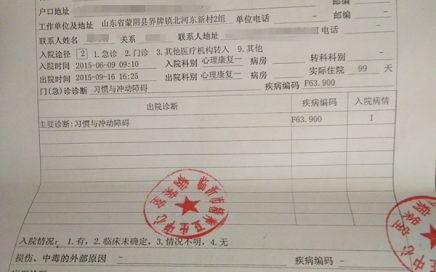 户口地址 - 邮编 -
工作单位及地址 山东省蒙阴县界牌镇北河东新村2组 单位电话 - 邮编 -
联系人姓名 关系 联系人地址 电话
入院途径 2 1.急诊 2.门诊 3.其他医疗机构转入 9.其他
入院时间 2015-06-09 09:10 入院科别 心理康复一 病房 转科科别 -
出院时间 2015-09-16 16:25 出院科别 心理康复一 病房 实际住院 99 天
门(急)诊诊断 习惯与冲动障碍 疾病编码 F63.900
出院诊断 疾病编码 入院病情
主要诊断: 习惯与冲动障碍 F63.900 1
病案室
卫生中心
入院情况: 1.有, 2.临床未确定, 3.情况不明, 4.无
损伤、中毒的外部原因 - 疾病编码 -